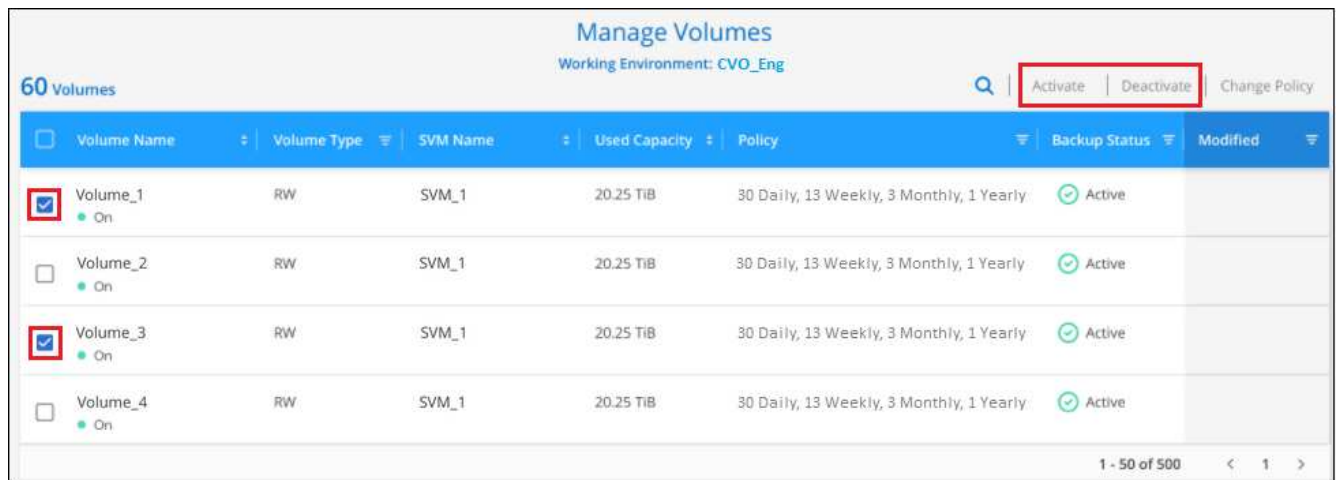 Manage Volumes
Working Environment: CVO_Eng
60 Volumes
Activate | Deactivate | Change Policy
Volume Name Volume Type SVM Name Used Capacity Policy Backup Status Modified
Volume_1 RW SVM_1 20.25 TiB 30 Daily, 13 Weekly, 3 Monthly, 1 Yearly Active
On
Volume_2 RW SVM_1 20.25 TiB 30 Daily, 13 Weekly, 3 Monthly, 1 Yearly Active
On
Volume_3 RW SVM_1 20.25 TiB 30 Daily, 13 Weekly, 3 Monthly, 1 Yearly Active
On
Volume_4 RW SVM_1 20.25 TiB 30 Daily, 13 Weekly, 3 Monthly, 1 Yearly Active
On
1 - 50 of 500 < 1 >